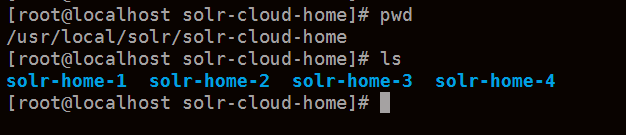 [root@localhost solr-cloud-home]# pwd
/usr/local/solr/solr-cloud-home
[root@localhost solr-cloud-home]# ls
solr-home-1  solr-home-2  solr-home-3  solr-home-4
[root@localhost solr-cloud-home]#